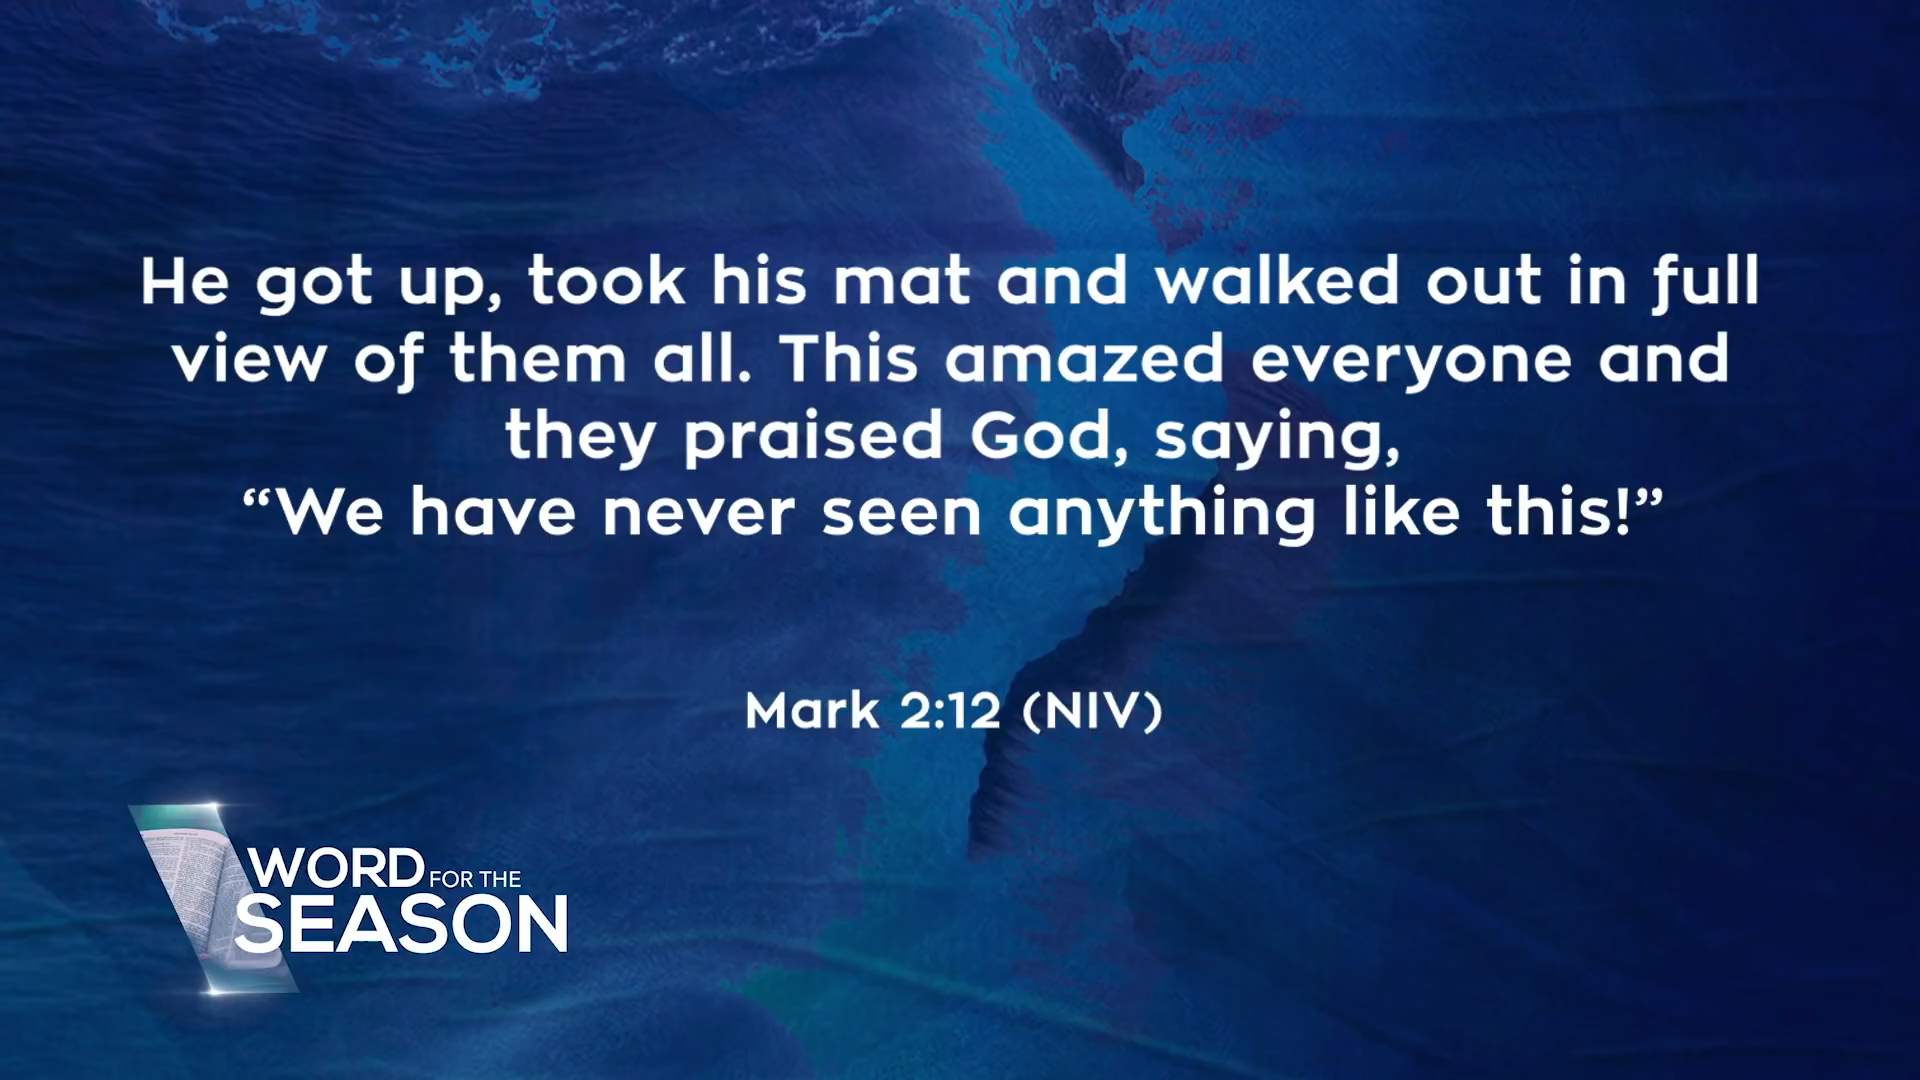 He got up, took his mat and walked out in full
view of them all. This amazed everyone and
they praised God, saying,
“We have never seen anything like this!”
Mark 2:12 (NIV)
WORD FOR THE
SEASON